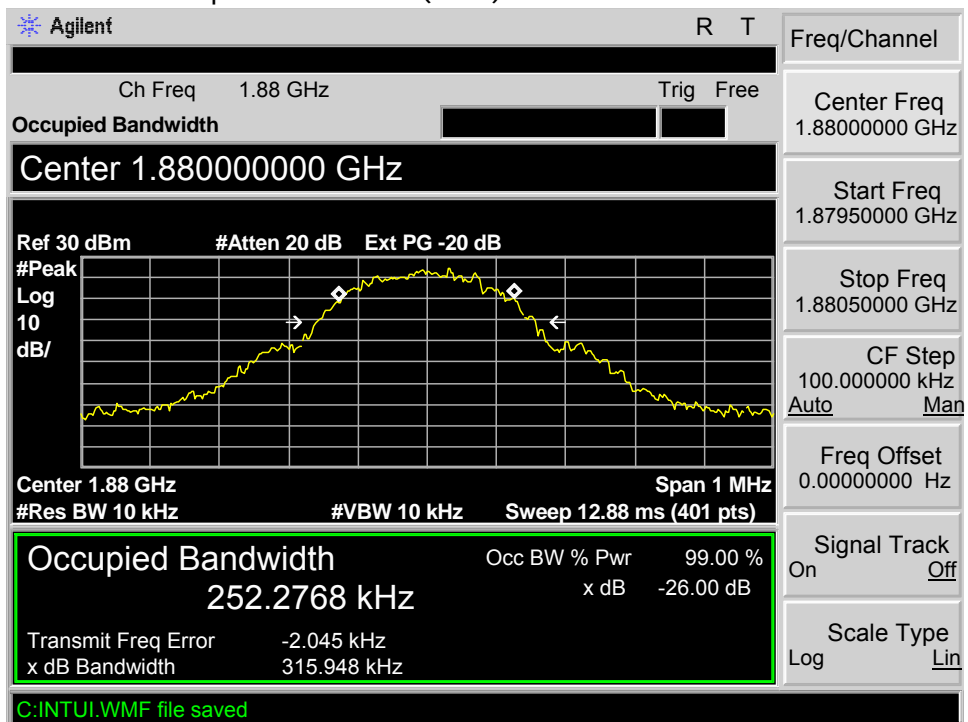 Agilent R T
Ch Freq 1.88 GHz Trig Free
Occupied Bandwidth
Center 1.880000000 GHz
Ref 30 dBm #Atten 20 dB Ext PG -20 dB
#Peak
Log
10
dB/
Center 1.88 GHz Span 1 MHz
#Res BW 10 kHz #VBW 10 kHz Sweep 12.88 ms (401 pts)
Occupied Bandwidth Occ BW % Pwr 99.00 %
252.2768 kHz x dB -26.00 dB
Transmit Freq Error -2.045 kHz
x dB Bandwidth 315.948 kHz
C:INTUI.WMF file saved
Freq/Channel
Center Freq
1.88000000 GHz
Start Freq
1.87950000 GHz
Stop Freq
1.88050000 GHz
CF Step
100.000000 kHz
Auto Man
Freq Offset
0.00000000 Hz
Signal Track
On Off
Scale Type
Log Lin